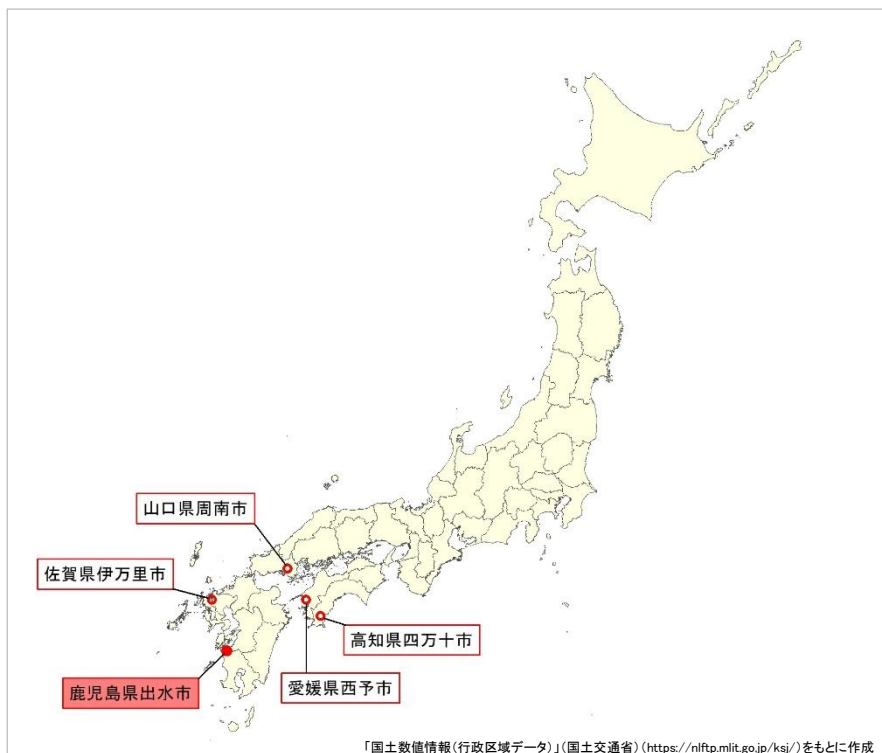 山口県周南市
佐賀県伊万里市
高知県四万十市
鹿児島県出水市
愛媛県西予市
「国土数値情報(行政区域データ)」(国土交通省)(https://nlftp.mlit.go.jp/ksj/)をもとに作成